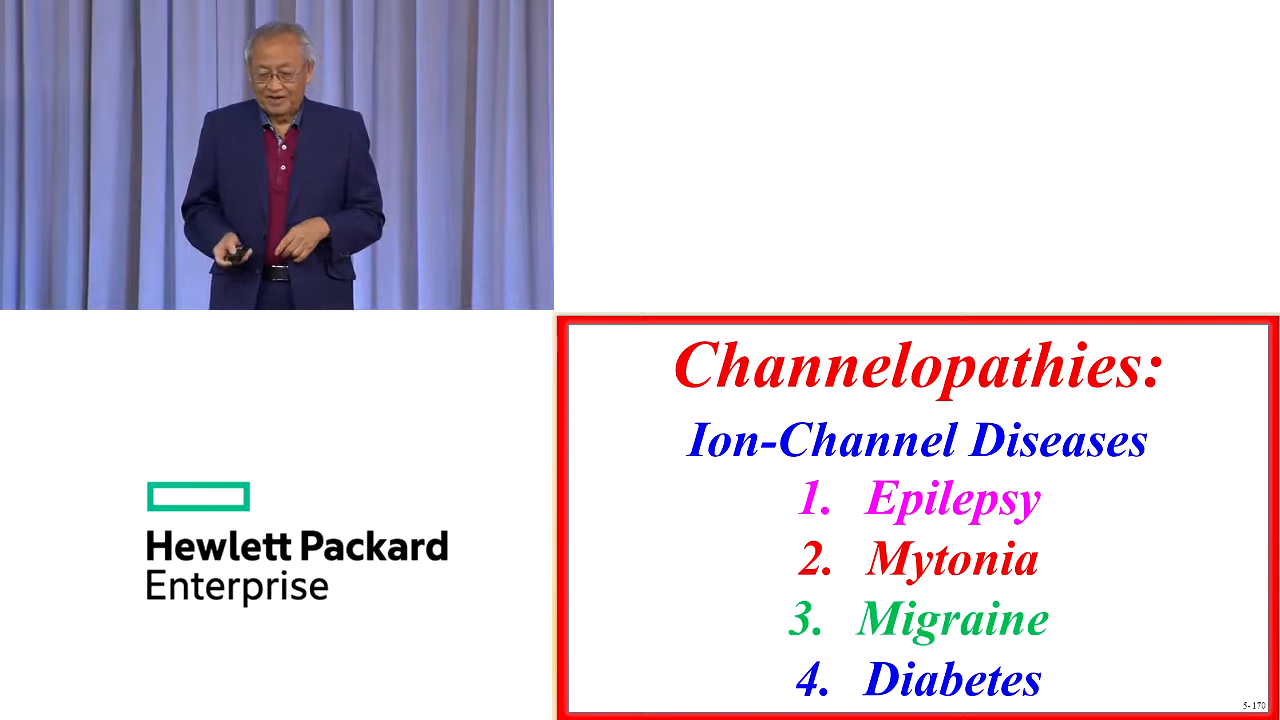 Hewlett Packard
Enterprise
Channelopathies:
Ion-Channel Diseases
1. Epilepsy
2. Mytonia
3. Migraine
4. Diabetes
5-170